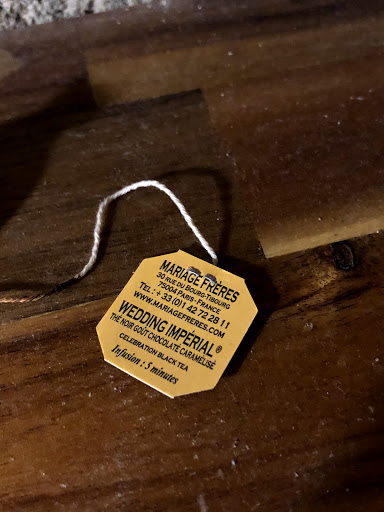 MARIAGE FRÈRES
30 RUE DU BOURG-TIBOURG
75004 PARIS - FRANCE
TEL : + 33 (0)1 42 72 28 11
WWW.MARIAGEFRERES.COM
WEDDING IMPÉRIAL®
THÉ NOIR GOÛT CHOCOLAT CARAMÉLISÉ
CELEBRATION BLACK TEA
Infusion : 5 minutes